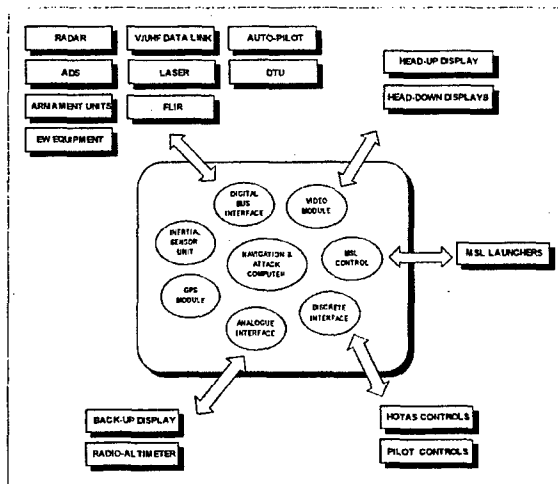 RADAR
V/UHF DATA LINK
AUTO-PILOT
ADS
LASER
DTU
ARMAMENT UNITS
FLIR
EW EQUIPMENT
HEAD-UP DISPLAY
HEAD-DOWN DISPLAYS
DIGITAL
BUS
INTERFACE
VIDEO
MODULE
INERTIAL
SENSOR
UNIT
NAVIGATION &
ATTACK
COMPUTER
MSL
CONTROL
GPS
MODULE
ANALOGUE
INTERFACE
DISCRETE
INTERFACE
MSL LAUNCHERS
BACK-UP DISPLAY
RADIO-ALTIMETER
HOTAS CONTROLS
PILOT CONTROLS